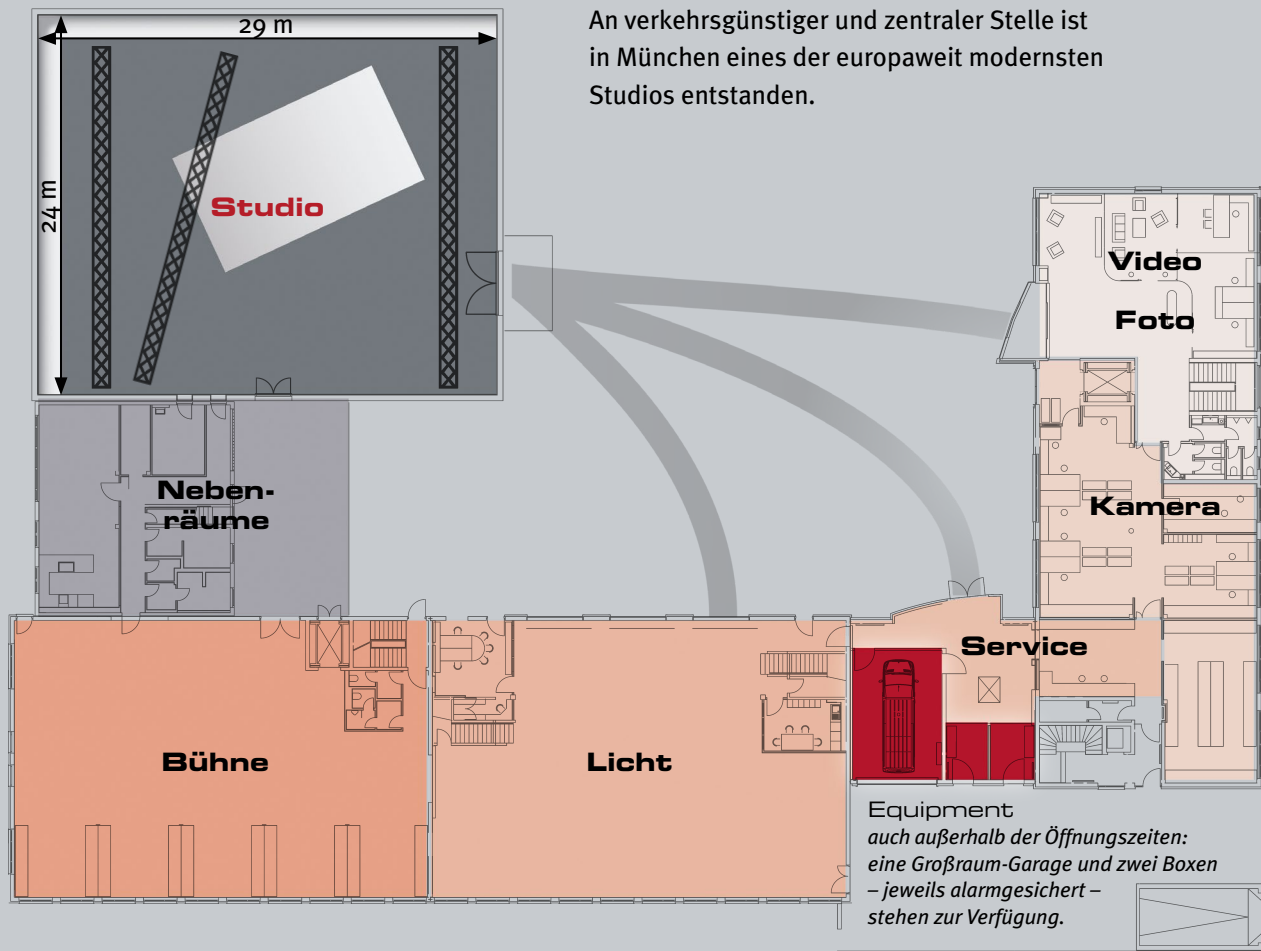 An verkehrsgünstiger und zentraler Stelle ist
in München eines der europaweit modernsten
Studios entstanden.
29 m
24 m
Studio
Video
Foto
Neben-
räume
Kamera
Service
Bühne
Licht
Equipment
auch außerhalb der Öffnungszeiten:
eine Großraum-Garage und zwei Boxen
– jeweils alarmgesichert –
stehen zur Verfügung.